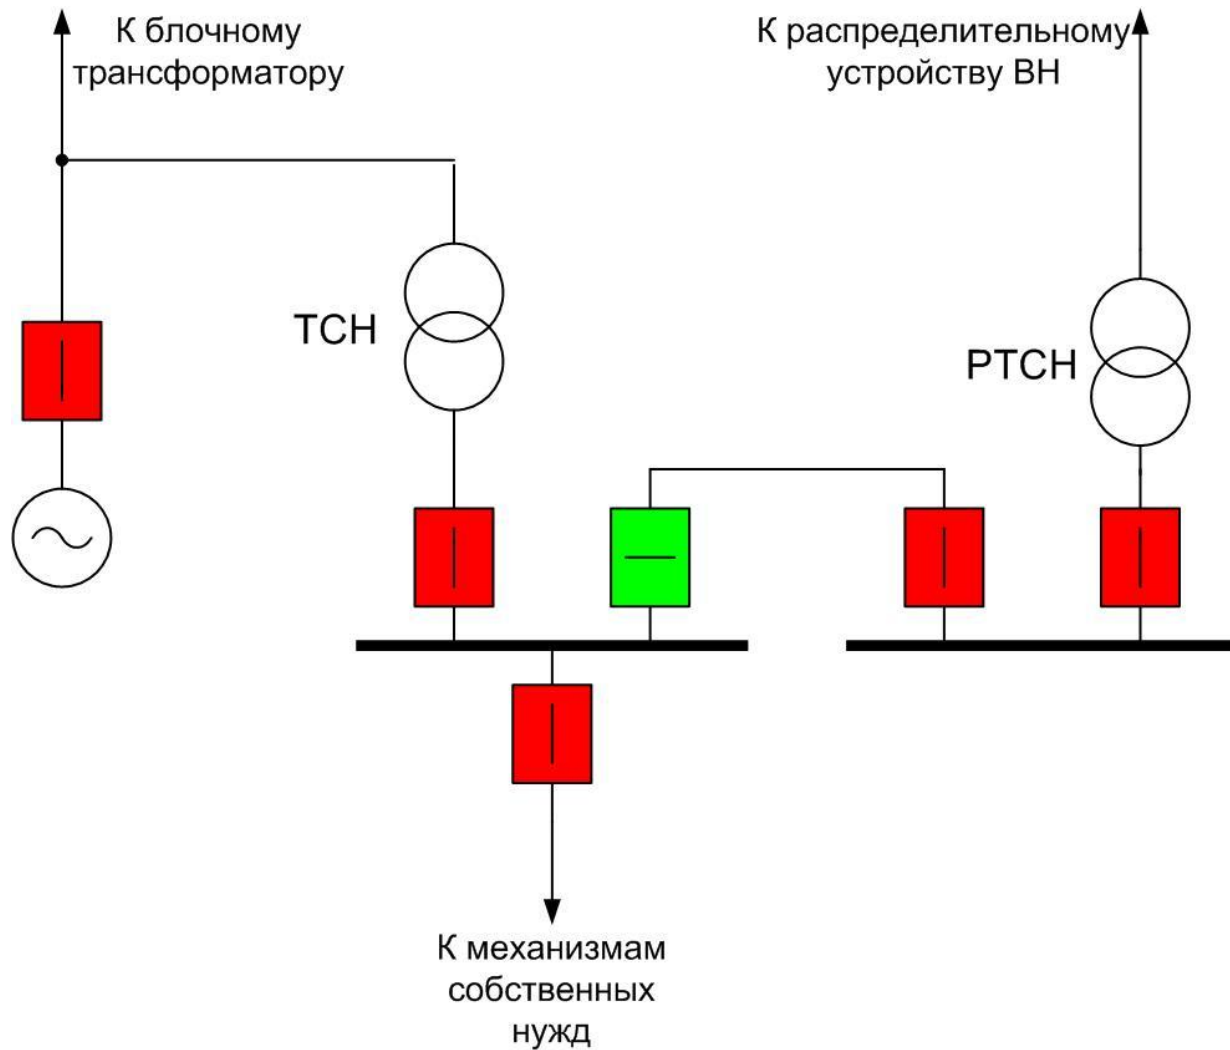 К блочному
трансформатору
К распределительному
устройству ВН
ТСН
РТСН
К механизмам
собственных
нужд